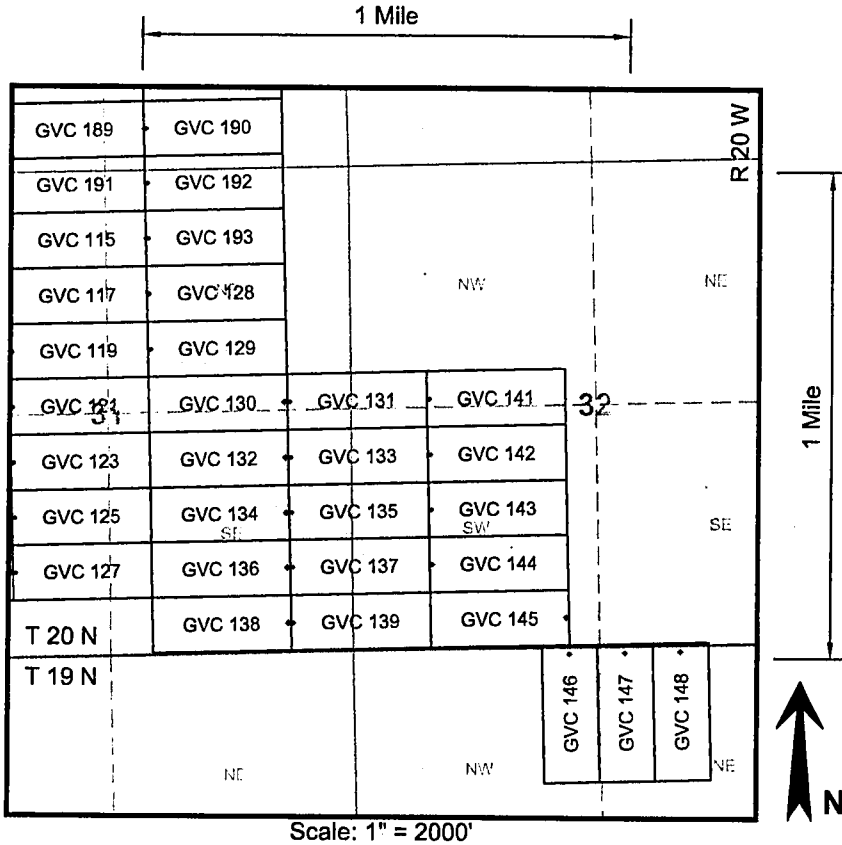 1 Mile
R 20 W
GVC 189 GVC 190
GVC 191 GVC 192
GVC 115 GVC 193
GVC 117 GVC 128
NE
NW
NE
GVC 119 GVC 129
GVC 121 GVC 130 GVC 131 GVC 141
31
32
1 Mile
GVC 123 GVC 132 GVC 133 GVC 142
GVC 125 GVC 134 GVC 135 GVC 143
SE
SW
SE
GVC 127 GVC 136 GVC 137 GVC 144
GVC 138 GVC 139 GVC 145
T 20 N
T 19 N
GVC 146
GVC 147
GVC 148
NE
NW
NE
N
Scale: 1" = 2000'